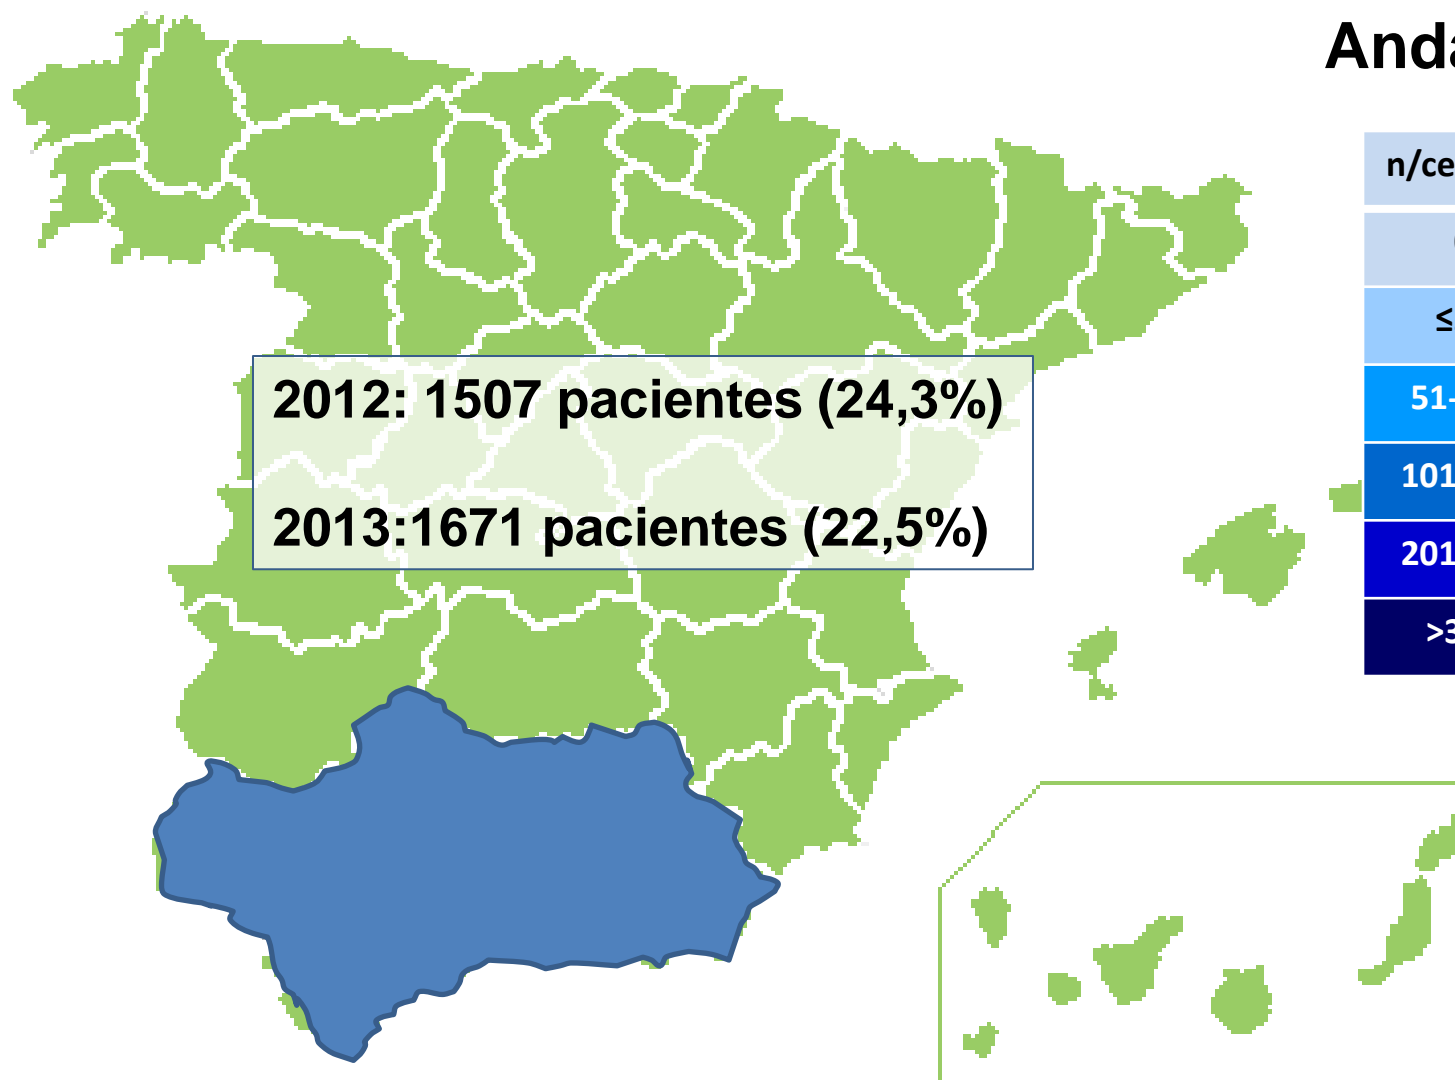 Anda
2012: 1507 pacientes (24,3%)
2013:1671 pacientes (22,5%)
n/ce
≤
51-
101
201
>3